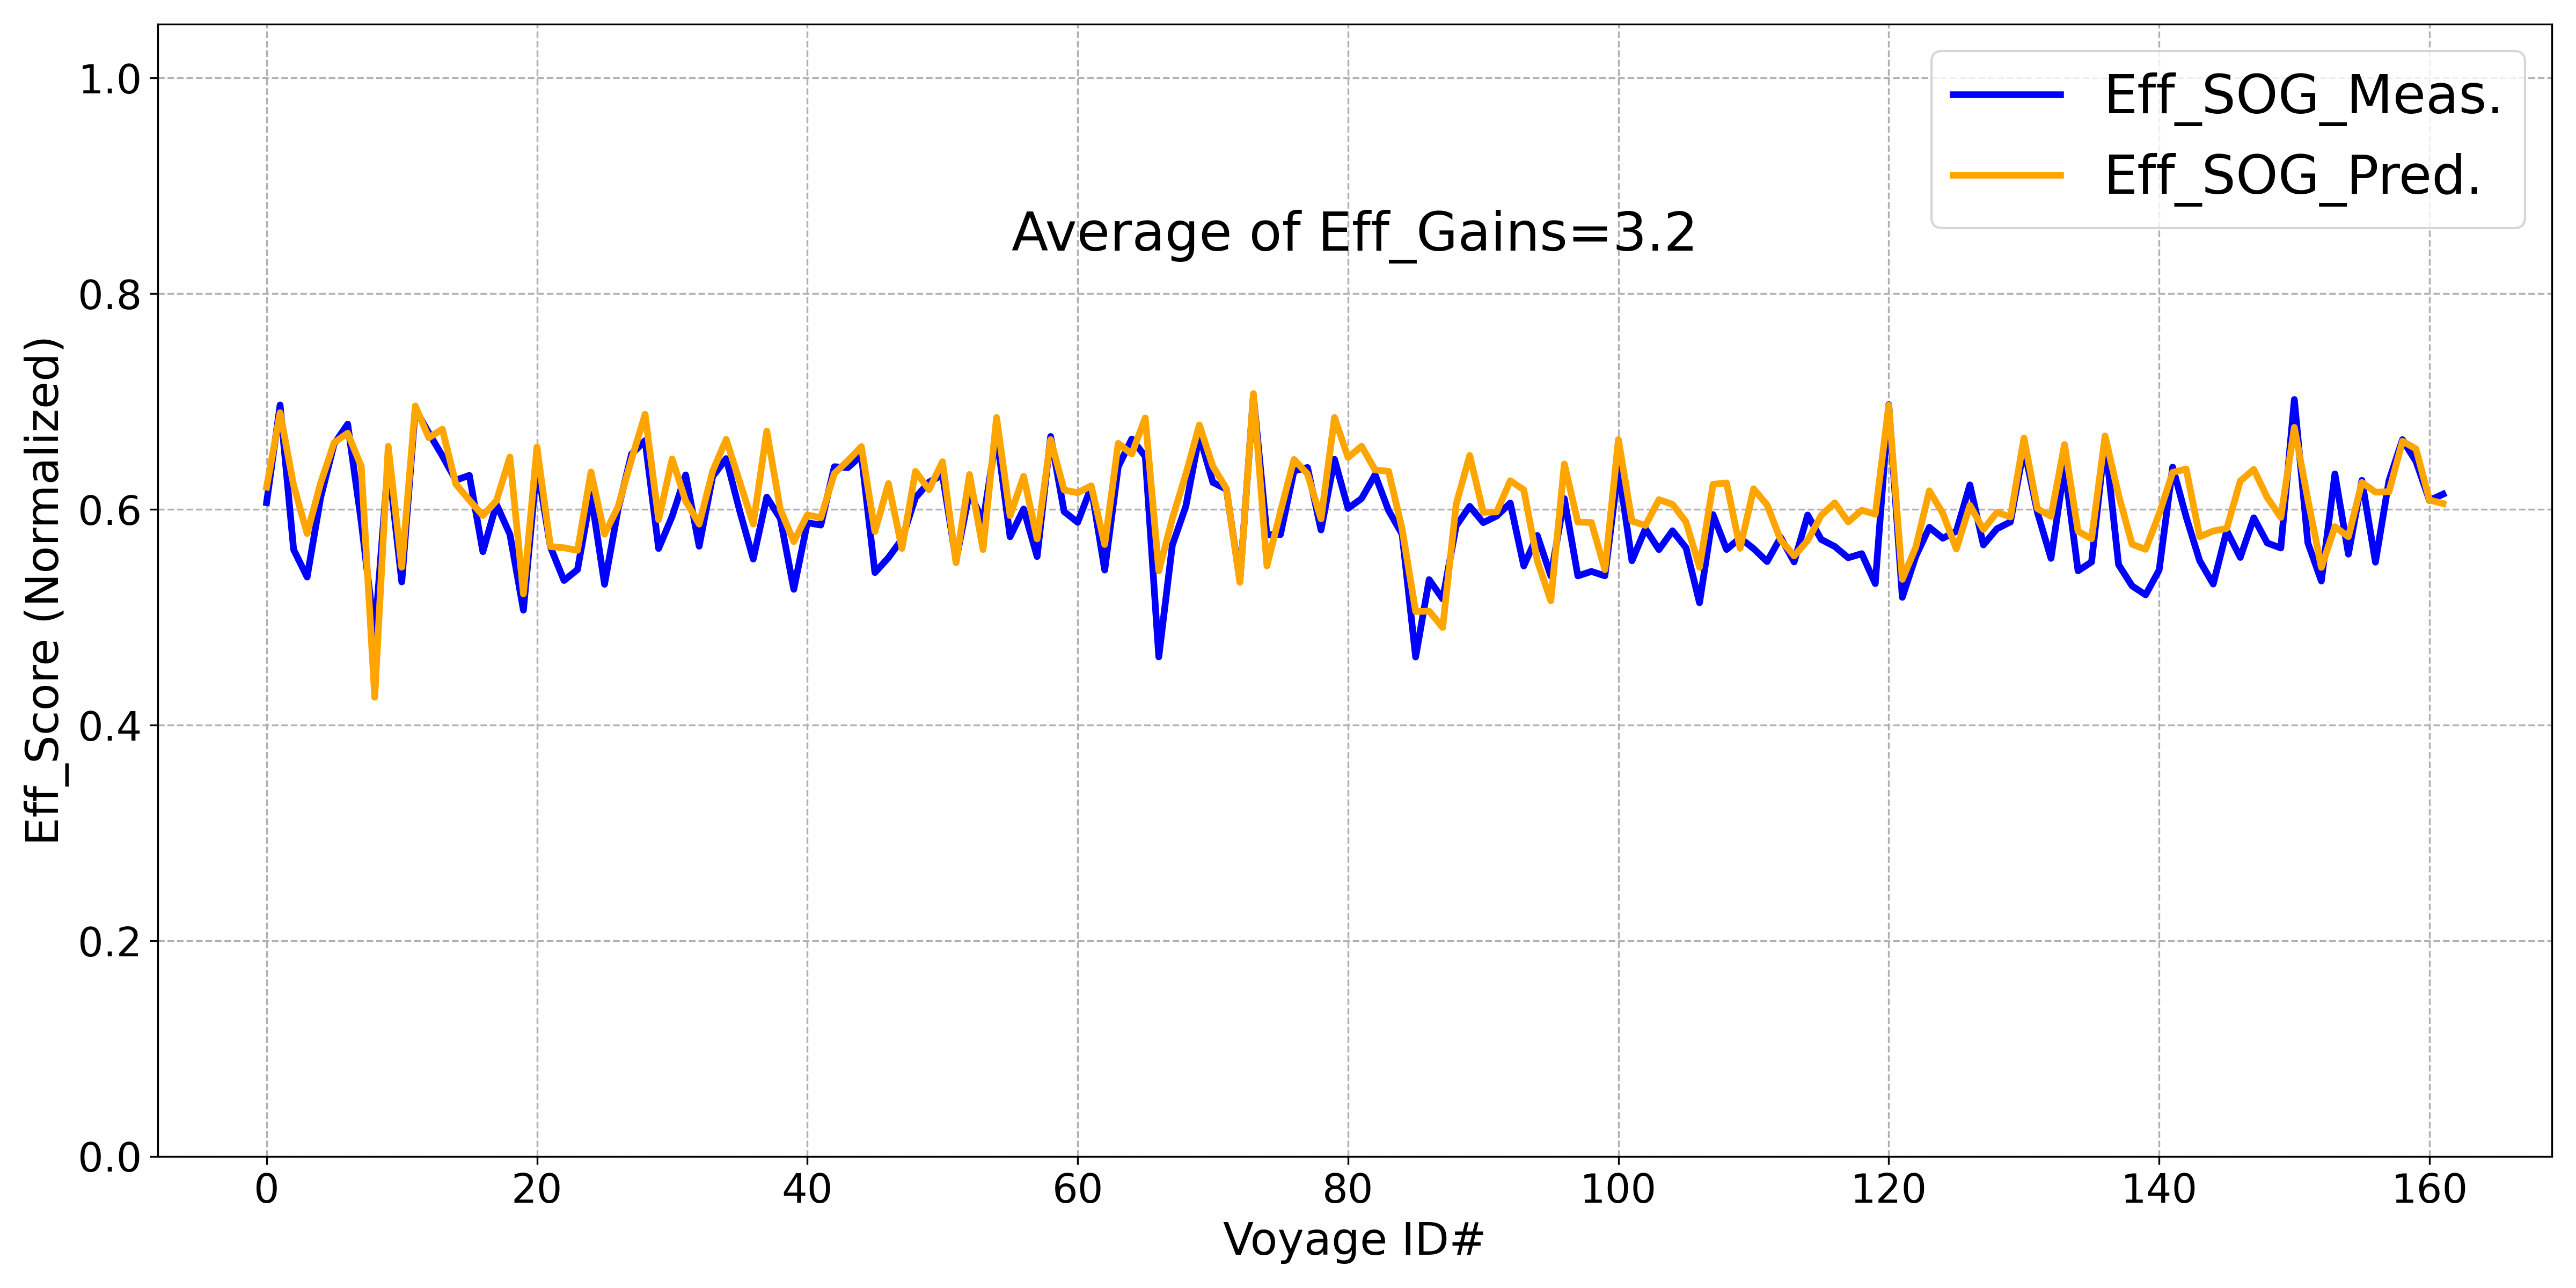 Eff_SOG_Meas.
Eff_SOG_Pred.
Average of Eff_Gains=3.2
Eff_Score (Normalized)
1.0
0.8
0.6
0.4
0.2
0.0
0 20 40 60 80 100 120 140 160
Voyage ID#